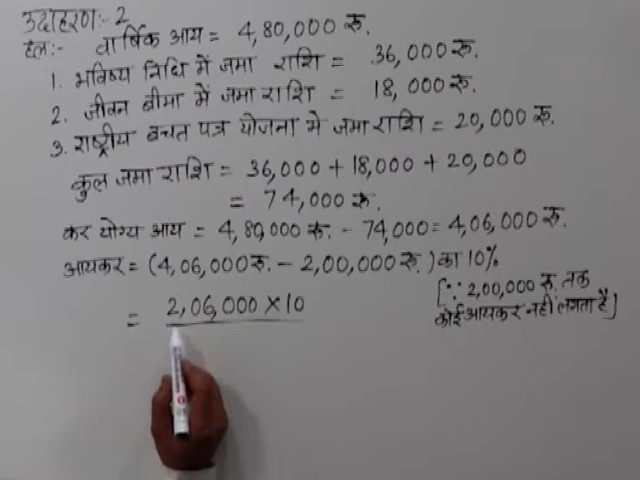 उदाहरण:- 2
हल:- वार्षिक आय = 4,80,000 रु.
1. भविष्य निधि में जमा राशि = 36,000 रु.
2. जीवन बीमा में जमा राशि = 18,000 रु.
3. राष्ट्रीय बचत पत्र योजना मे जमा राशि = 20,000 रु.
कुल जमा राशि = 36,000 + 18,000 + 20,000
= 74,000 रु.
कर योग्य आय = 4,80,000 रु. - 74,000 = 4,06,000 रु.
आयकर = (4,06,000 रु. - 2,00,000 रु.) का 10%
[∵ 2,00,000 रु. तक
कोई आयकर नहीं लगता है]
= 2,06,000 × 10